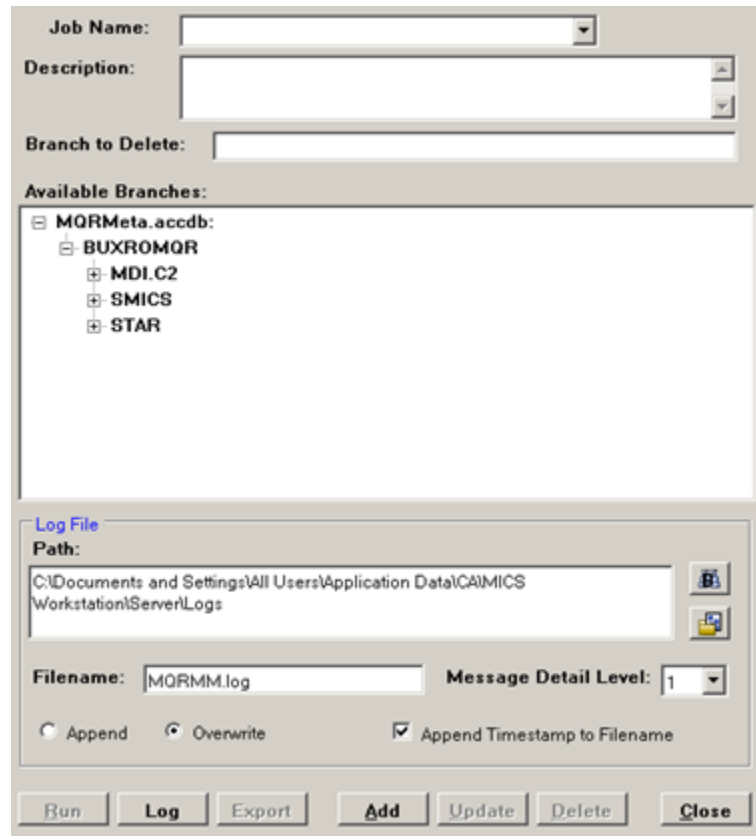 Job Name:
Description:
Branch to Delete:
Available Branches:
MQRMeta.accdb:
BUXROMQR
MDI.C2
SMICS
STAR
Log File
Path:
C:\Documents and Settings\All Users\Application Data\CA\MICS
Workstation\Server\Logs
B
Filename: MQRMM.log Message Detail Level: 1
Append Overwrite Append Timestamp to Filename
Run Log Export Add Update Delete Close